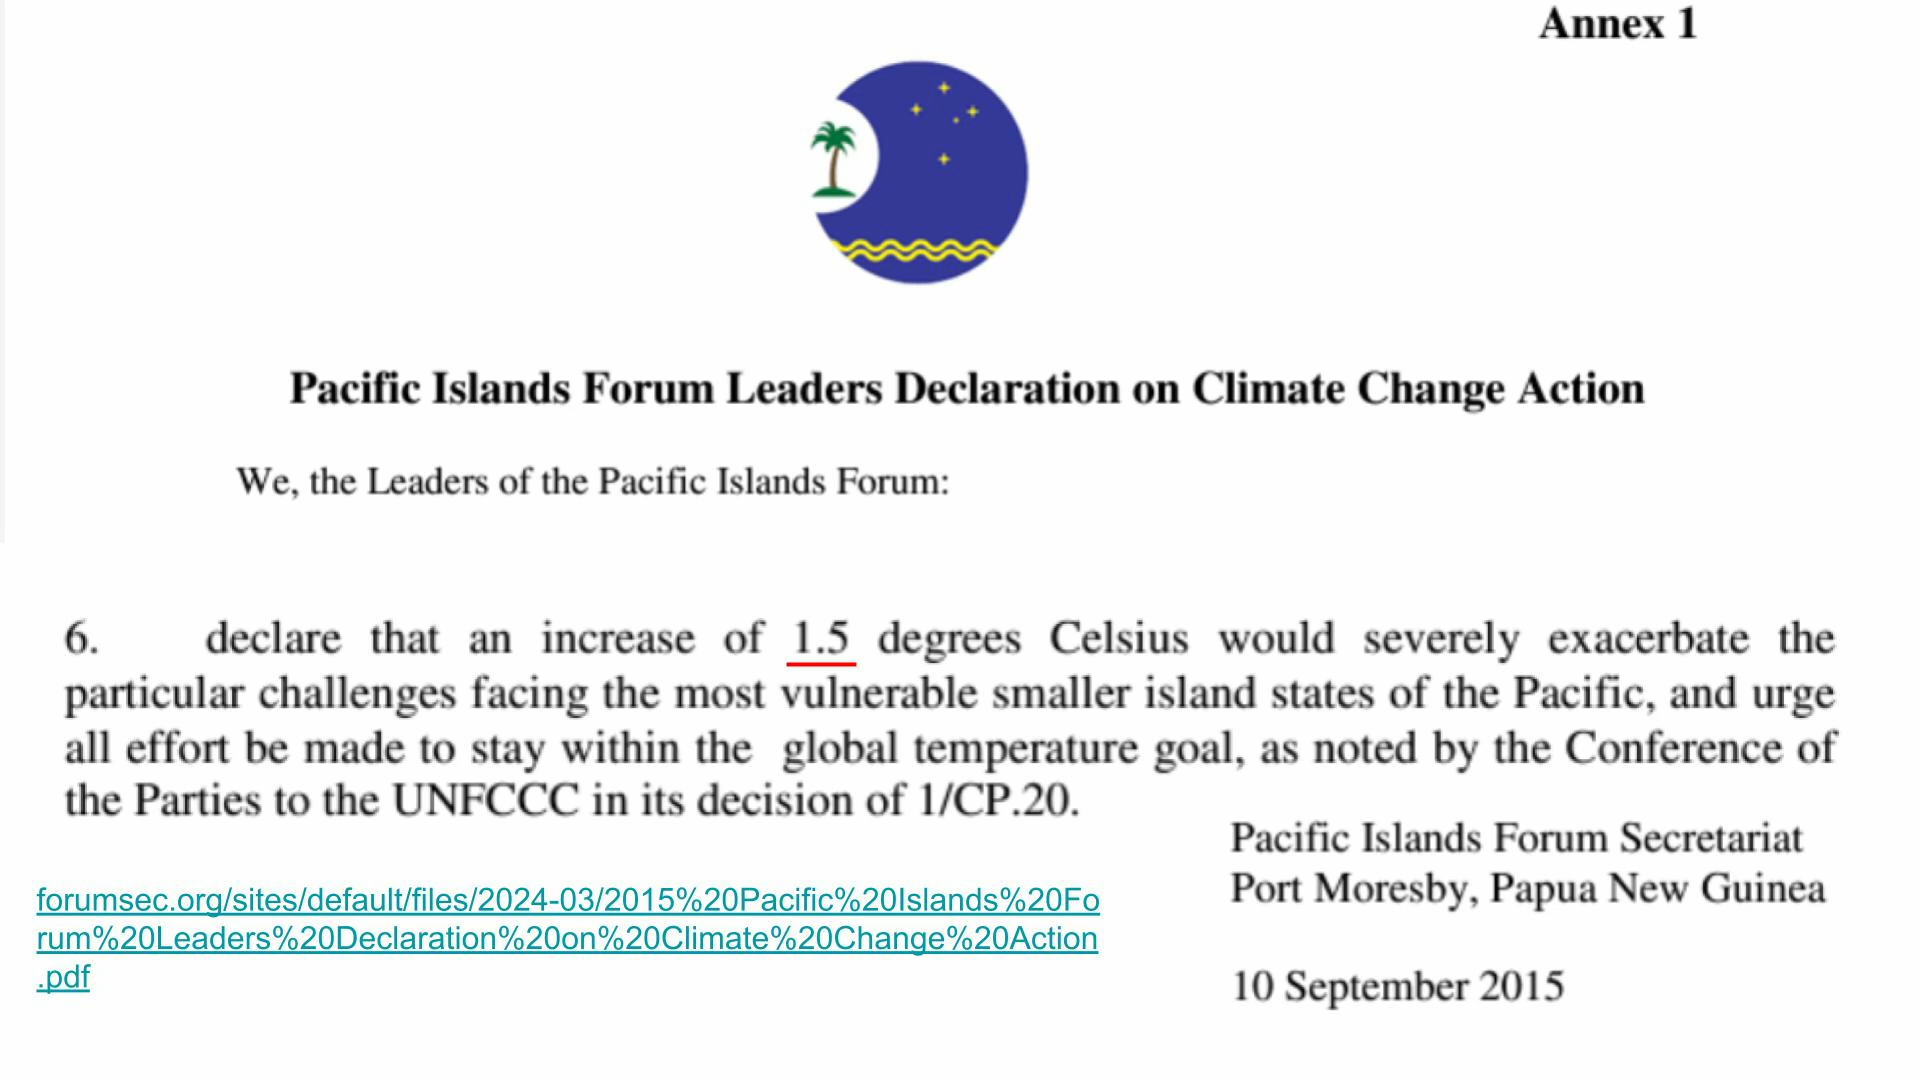 Annex 1
Pacific Islands Forum Leaders Declaration on Climate Change Action
We, the Leaders of the Pacific Islands Forum:
6. declare that an increase of 1.5 degrees Celsius would severely exacerbate the
particular challenges facing the most vulnerable smaller island states of the Pacific, and urge
all effort be made to stay within the global temperature goal, as noted by the Conference of
the Parties to the UNFCCC in its decision of 1/CP.20.
Pacific Islands Forum Secretariat
Port Moresby, Papua New Guinea
10 September 2015
forumsec.org/sites/default/files/2024-03/2015%20Pacific%20Islands%20Fo
rum%20Leaders%20Declaration%20on%20Climate%20Change%20Action
.pdf